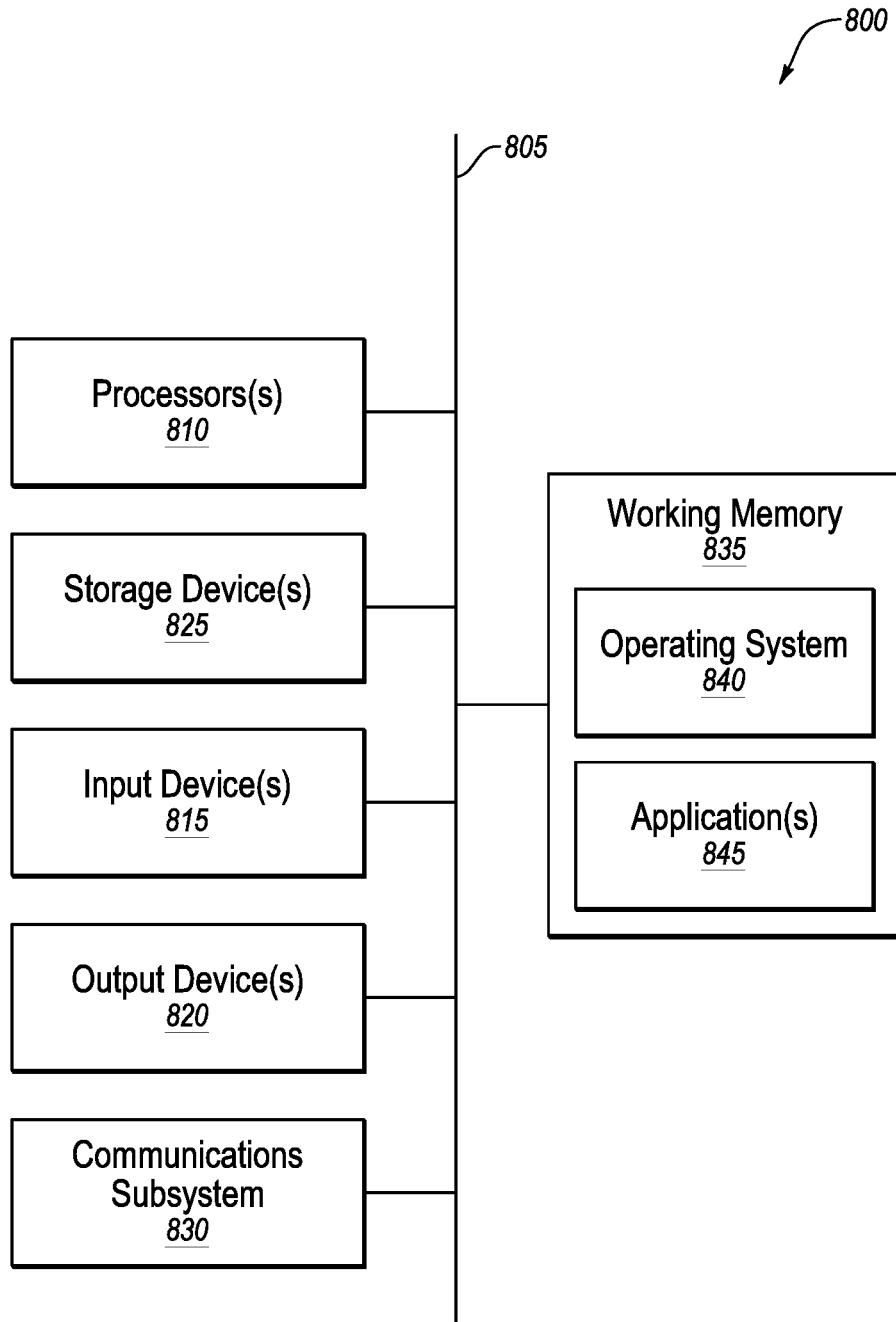 800
805
Processors(s)
810
Storage Device(s)
825
Input Device(s)
815
Output Device(s)
820
Communications
Subsystem
830
Working Memory
835
Operating System
840
Application(s)
845